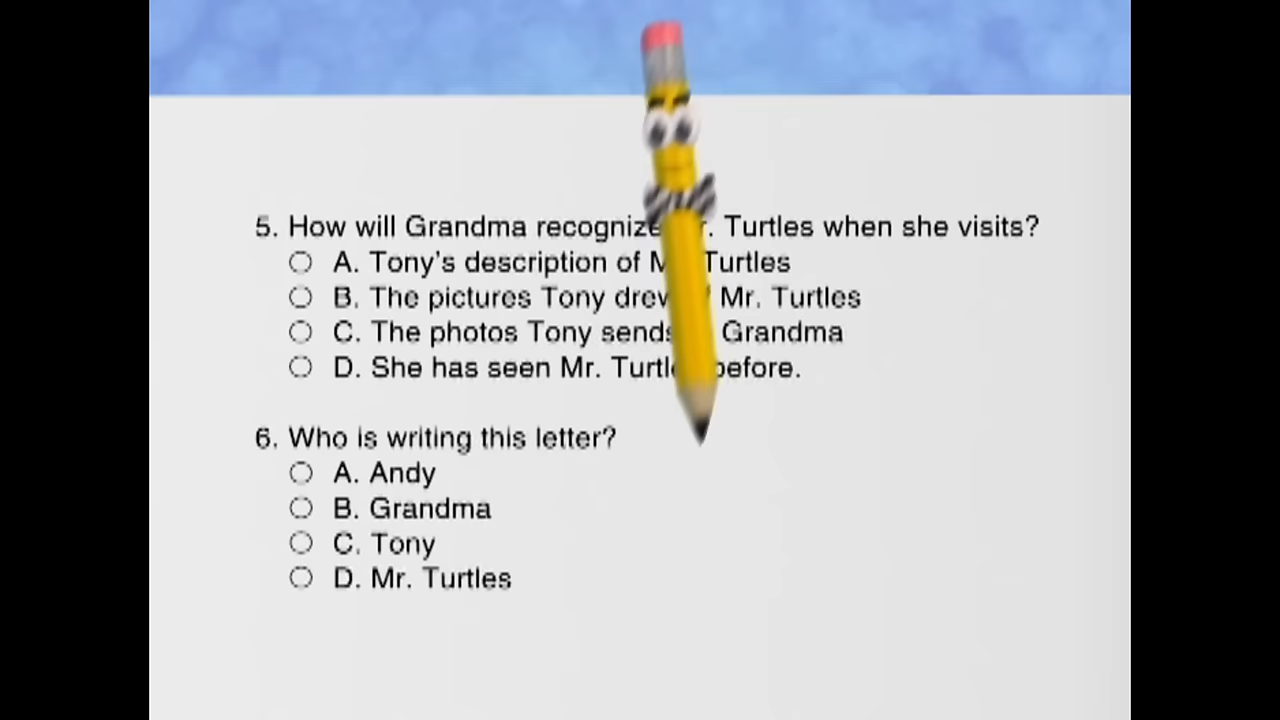 5. How will Grandma recognize Turtles when she visits?
A. Tony's description of Turtles
B. The pictures Tony drew Mr. Turtles
C. The photos Tony sends Grandma
D. She has seen Mr. before.
6. Who is writing this letter?
A. Andy
B. Grandma
C. Tony
D. Mr. Turtles